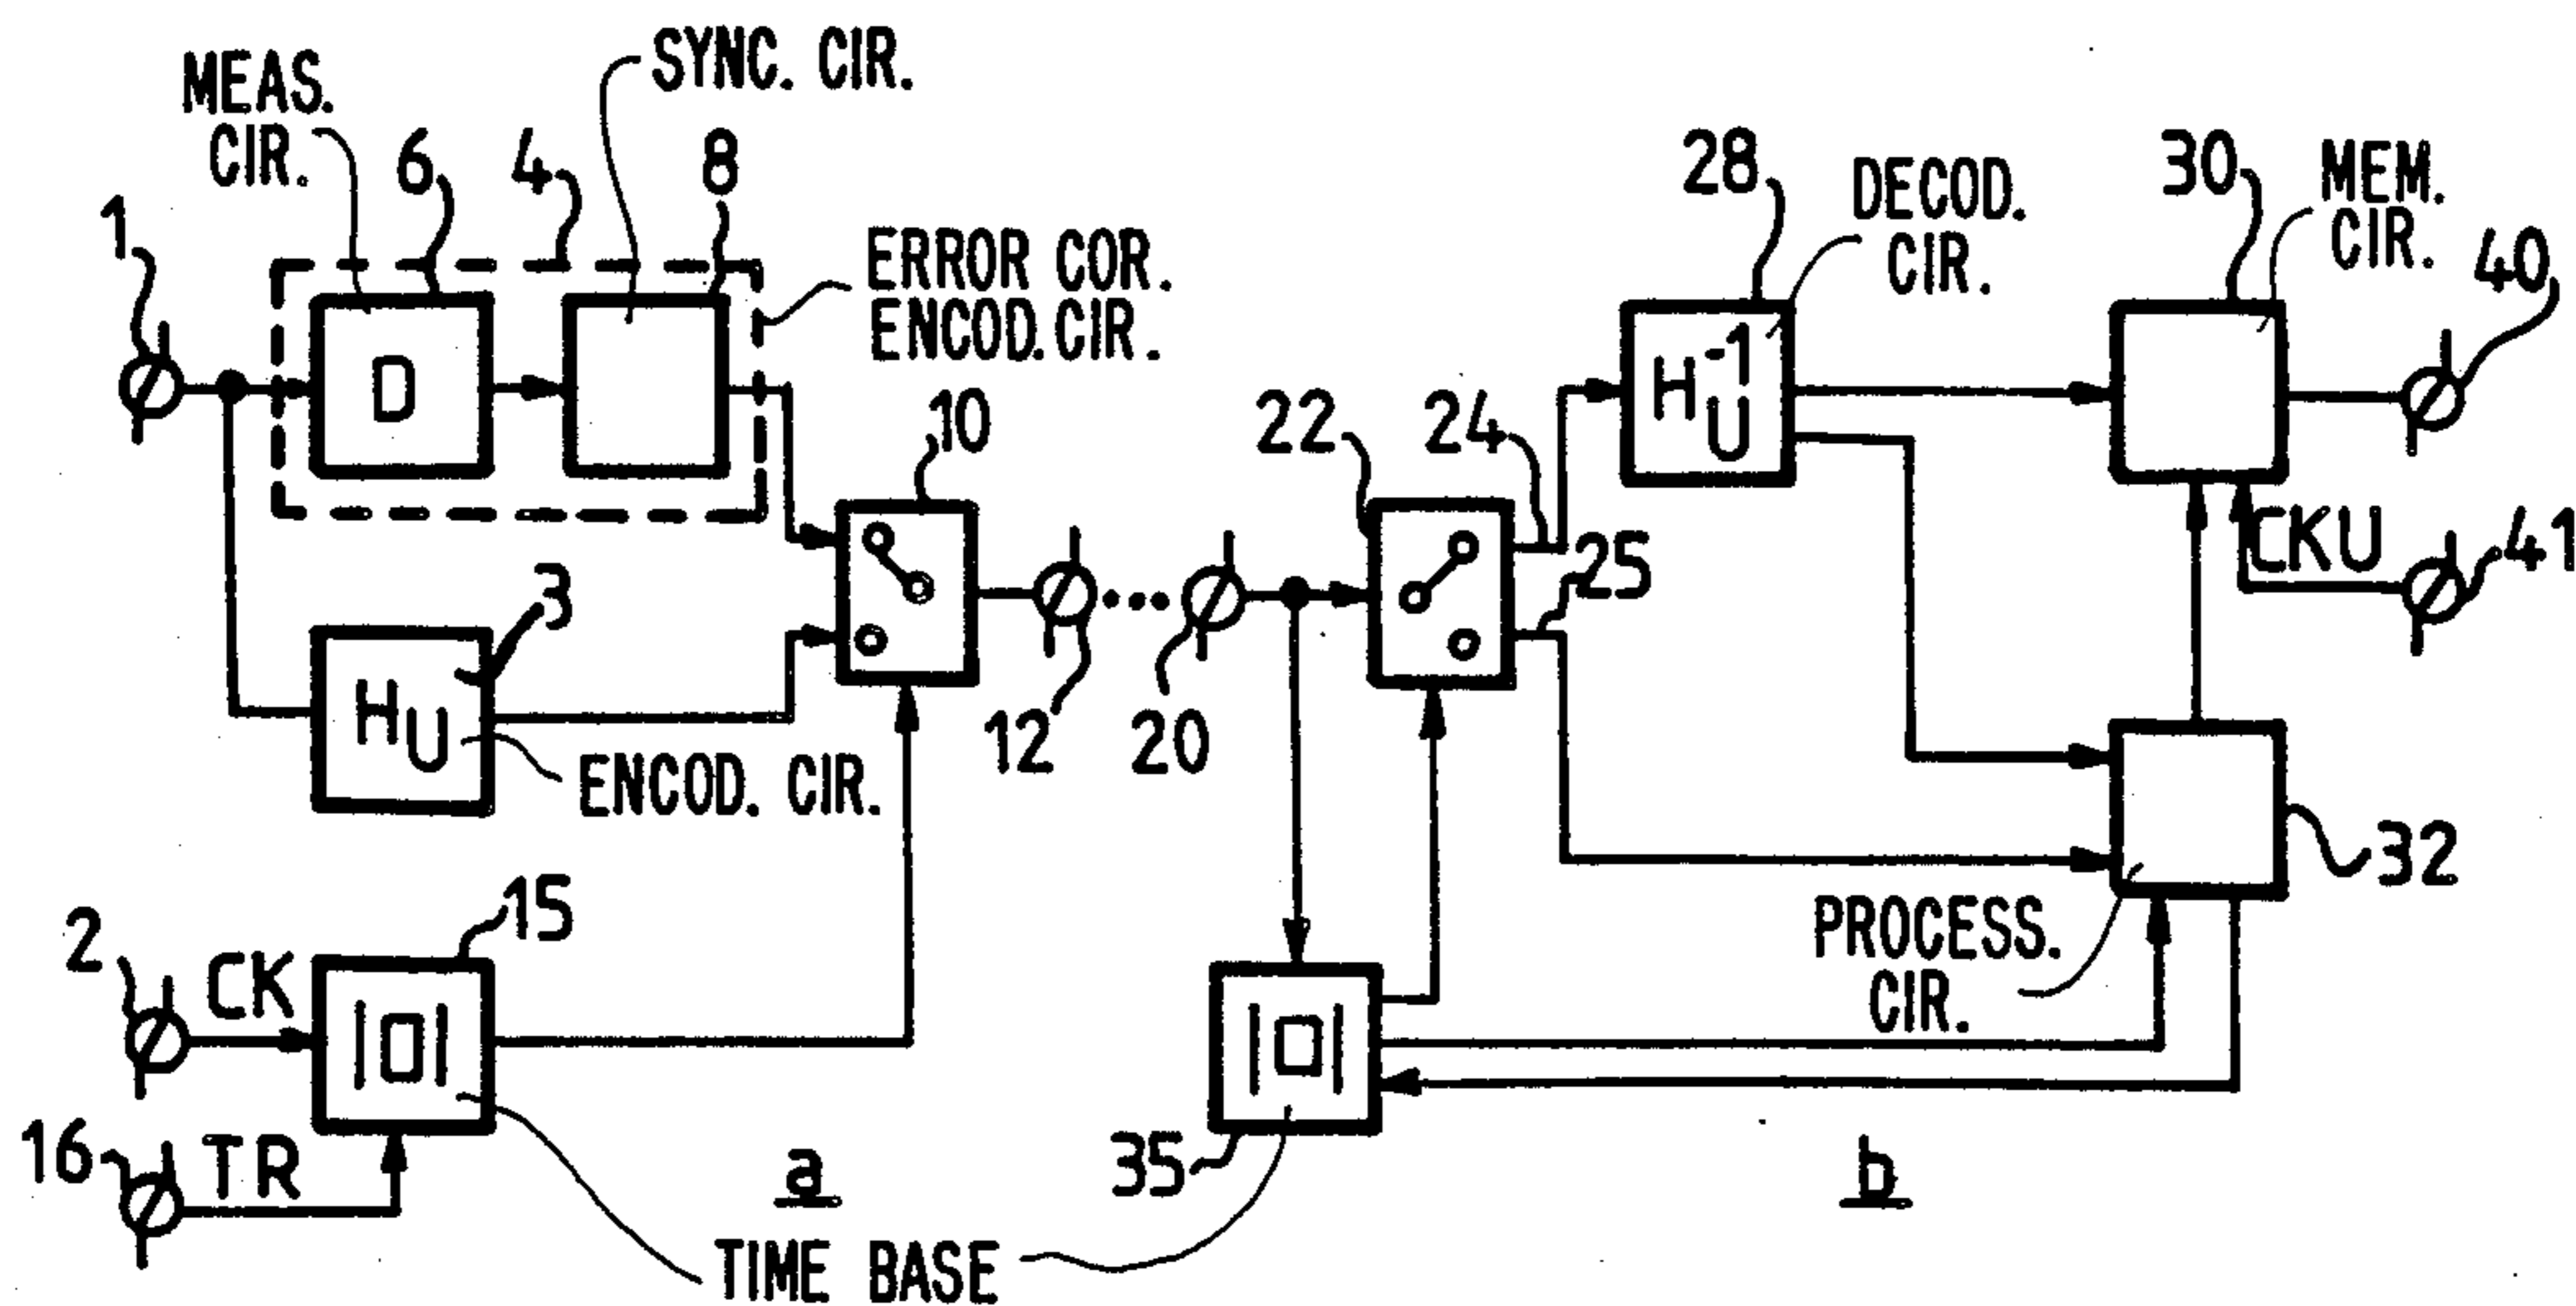 MEAS.
CIR.
SYNC. CIR.
1
6
4
8
ERROR COR.
ENCOD. CIR.
D
10
3
H U
ENCOD. CIR.
12
20
22
24
25
28
DECOD.
CIR.
H -1 U
30
MEM.
CIR.
40
CKU
41
32
PROCESS.
CIR.
2
CK
15
|0|
16
TR
35
|0|
a
b
TIME BASE